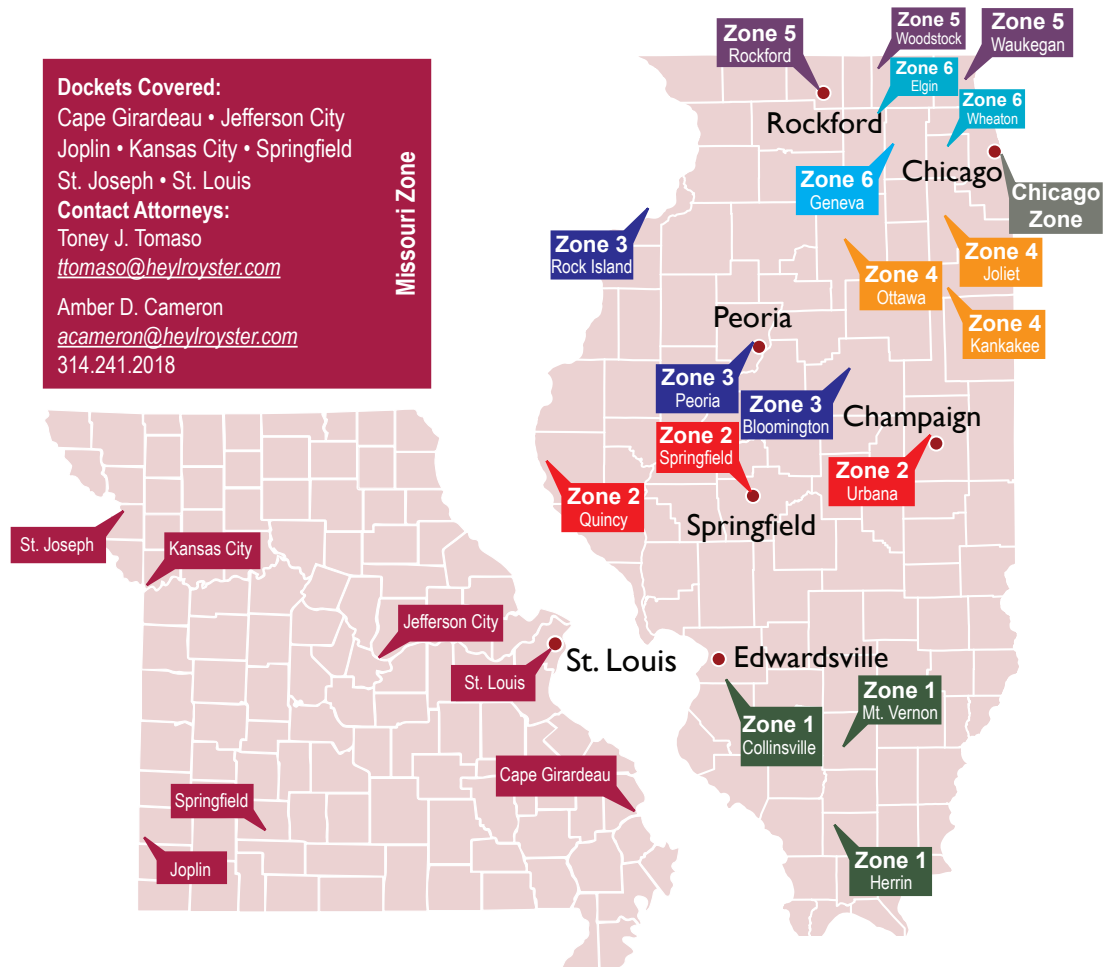 Dockets Covered:
Cape Girardeau • Jefferson City
Joplin • Kansas City • Springfield
St. Joseph • St. Louis
Contact Attorneys:
Toney J. Tomaso
ttomaso@heylroyster.com
Amber D. Cameron
acameron@heylroyster.com
314.241.2018
Missouri Zone
Zone 5
Rockford
Zone 5
Woodstock
Zone 5
Waukegan
Zone 6
Elgin
Zone 6
Wheaton
Rockford
Chicago
Zone 6
Geneva
Chicago
Zone
Zone 3
Rock Island
Zone 4
Ottawa
Zone 4
Joliet
Zone 4
Kankakee
Peoria
Zone 3
Peoria
Zone 3
Bloomington
Champaign
Zone 2
Springfield
Zone 2
Urbana
Zone 2
Quincy
Springfield
St. Joseph
Kansas City
Jefferson City
St. Louis
St. Louis
Edwardsville
Zone 1
Mt. Vernon
Zone 1
Collinsville
Cape Girardeau
Springfield
Joplin
Zone 1
Herrin